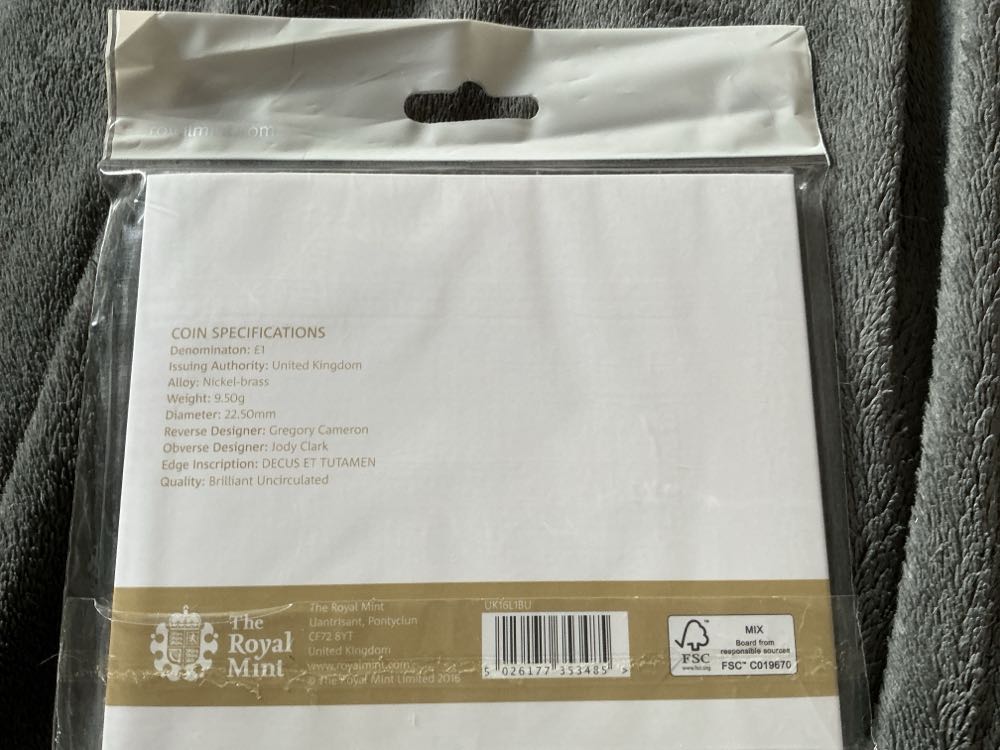 royalmint.com
COIN SPECIFICATIONS
Denominaton: £1
Issuing Authority: United Kingdom
Alloy: Nickel-brass
Weight: 9.50g
Diameter: 22.50mm
Reverse Designer: Gregory Cameron
Obverse Designer: Jody Clark
Edge Inscription: DECUS ET TUTAMEN
Quality: Brilliant Uncirculated
The
Royal
Mint
The Royal Mint
Llantrisant, Pontyclun
CF72 8YT
United Kingdom
www.royalmint.com
© The Royal Mint Limited 2016
UK16L1BU
5 026177 353485 >
FSC
www.fsc.org
MIX
Board from
responsible sources
FSC™ C019670